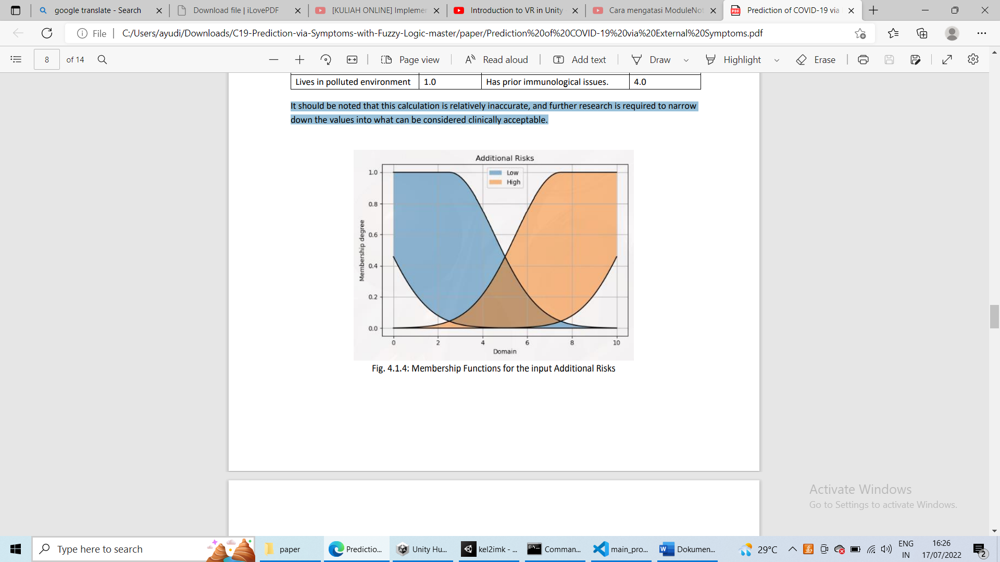 google translate - Search
Download file | iLovePDF
[KULIAH ONLINE] Implemen
Introduction to VR in Unity
Cara mengatasi ModuleNot
Prediction of COVID-19 via
File
C:/Users/ayudi/Downloads/C19-Prediction-via-Symptoms-with-Fuzzy-Logic-master/paper/Prediction%20of%20COVID-19%20via%20External%20Symptoms.pdf
8 of 14
Page view
Read aloud
Add text
Draw
Highlight
Erase
Lives in polluted environment 1.0 Has prior immunological issues. 4.0
It should be noted that this calculation is relatively inaccurate, and further research is required to narrow
down the values into what can be considered clinically acceptable.
Additional Risks
Low
High
1.0
0.8
0.6
0.4
0.2
0.0
Membership degree
0 2 4 6 8 10
Domain
Fig. 4.1.4: Membership Functions for the input Additional Risks
Activate Windows
Go to Settings to activate Windows.
Type here to search
paper
Predictio...
Unity Hu...
kel2imk - ...
Comman...
main_pro...
Dokumen...
29°C
ENG
IN
16:26
17/07/2022
2